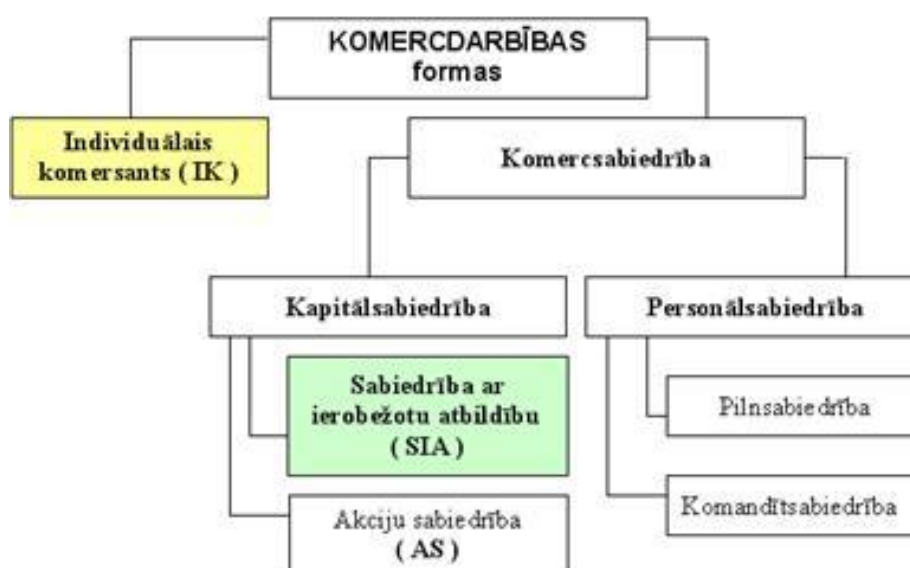 KOMERCDARBĪBAS
formas
Individuālais
komersants ( IK )
Komercsabiedrība
Kapitālsabiedrība
Personālsabiedrība
Sabiedrība ar
ierobežotu atbildību
( SIA )
Pilnsabiedrība
Akciju sabiedrība
( AS )
Komandītsabiedrība